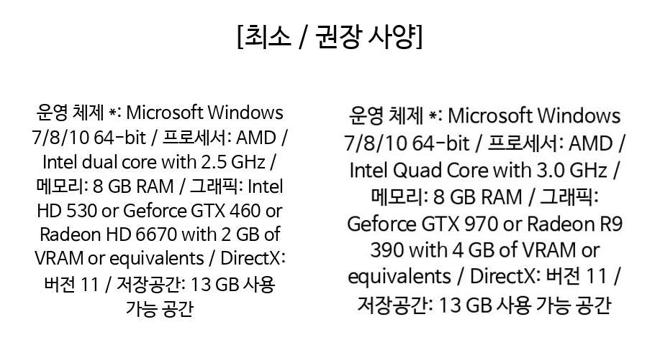 [최소 / 권장 사양]
운영 체제 *: Microsoft Windows
7/8/10 64-bit / 프로세서: AMD /
Intel dual core with 2.5 GHz /
메모리: 8 GB RAM / 그래픽: Intel
HD 530 or Geforce GTX 460 or
Radeon HD 6670 with 2 GB of
VRAM or equivalents / DirectX:
버전 11 / 저장공간: 13 GB 사용
가능 공간
운영 체제 *: Microsoft Windows
7/8/10 64-bit / 프로세서: AMD /
Intel Quad Core with 3.0 GHz /
메모리: 8 GB RAM / 그래픽:
Geforce GTX 970 or Radeon R9
390 with 4 GB of VRAM or
equivalents / DirectX: 버전 11 /
저장공간: 13 GB 사용 가능 공간